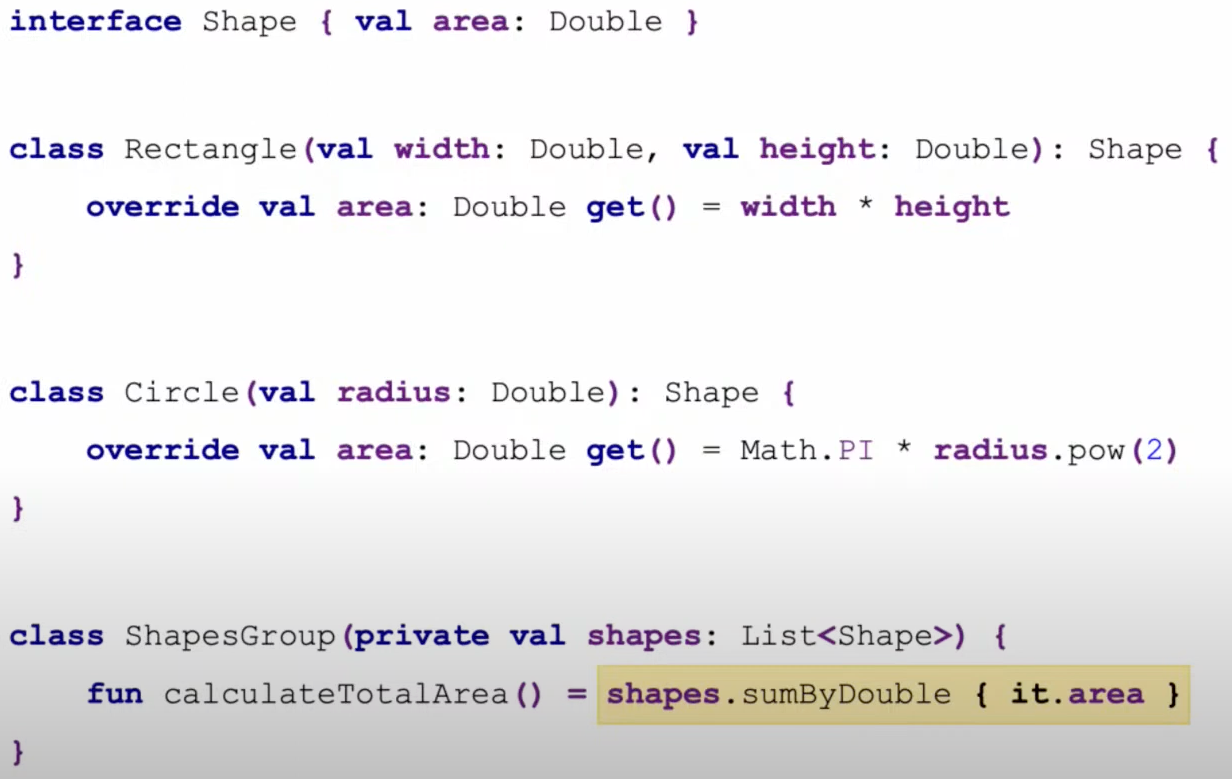 interface Shape { val area: Double }
class Rectangle(val width: Double, val height: Double): Shape {
    override val area: Double get() = width * height
}
class Circle(val radius: Double): Shape {
    override val area: Double get() = Math.PI * radius.pow(2)
}
class ShapesGroup(private val shapes: List<Shape>) {
    fun calculateTotalArea() = shapes.sumByDouble { it.area }
}